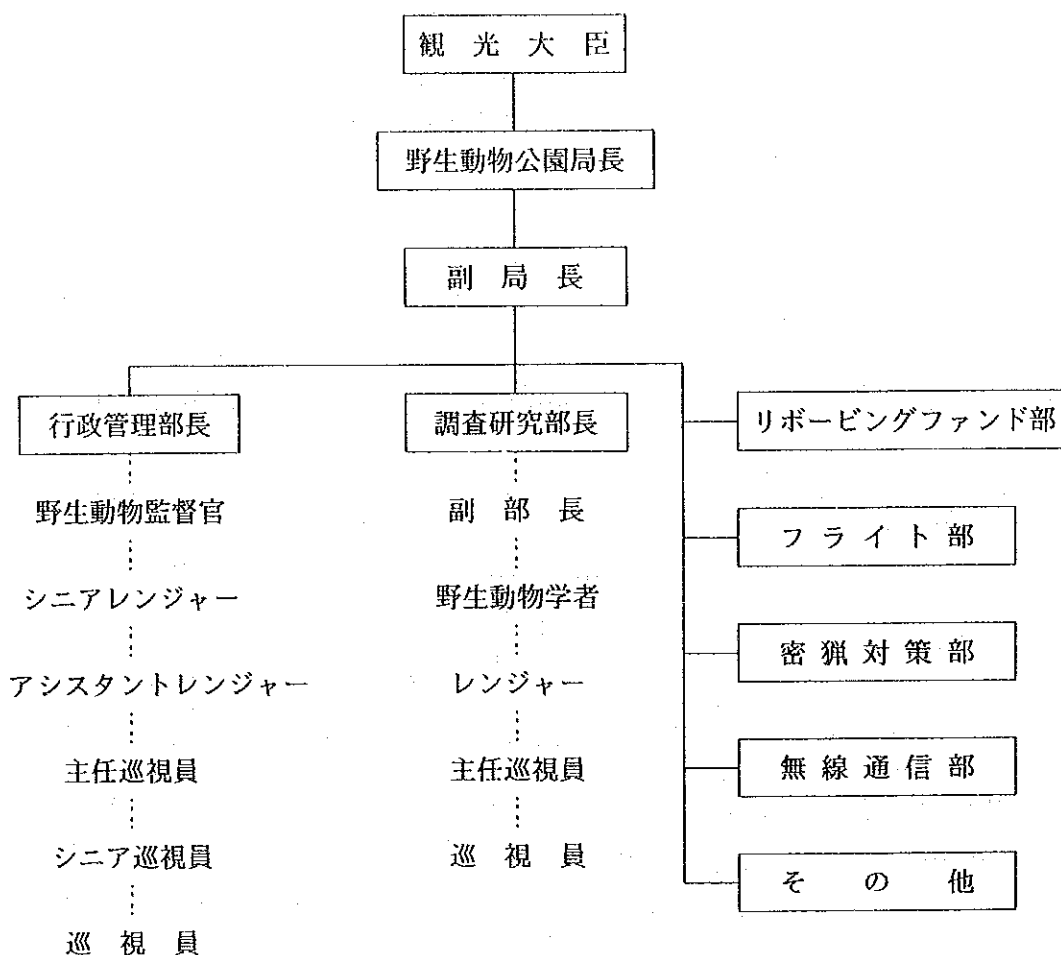 観光大臣
野生動物公園局長
副局長
行政管理部長
野生動物監督官
シニアレンジャー
アシスタントレンジャー
主任巡視員
シニア巡視員
巡視員
調査研究部長
副部長
野生動物学者
レンジャー
主任巡視員
巡視員
リボービングファンド部
フライト部
密猟対策部
無線通信部
その他